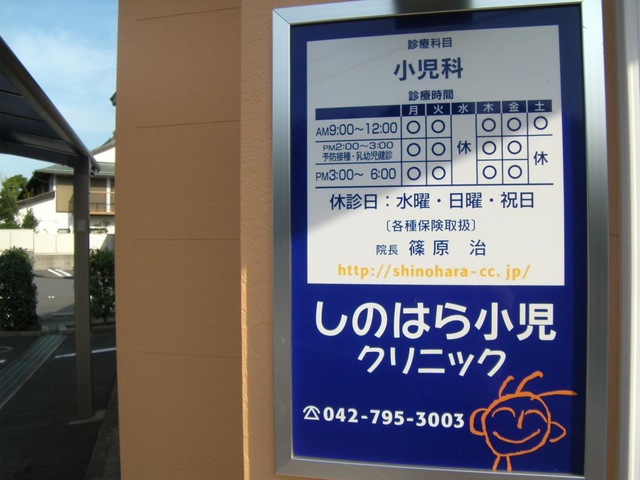 診療科目
小児科
診療時間
月 火 水 木 金 土
AM9:00～12:00 ○ ○ 休 ○ ○ ○
PM2:00～3:00 予防接種・乳幼児健診 ○ ○ ○ ○ 休
PM3:00～ 6:00 ○ ○ ○ ○
休診日：水曜・日曜・祝日
〔各種保険取扱〕
院長 篠原 治
http://shinohara-cc.jp/
しのはら小児
クリニック
☎042-795-3003